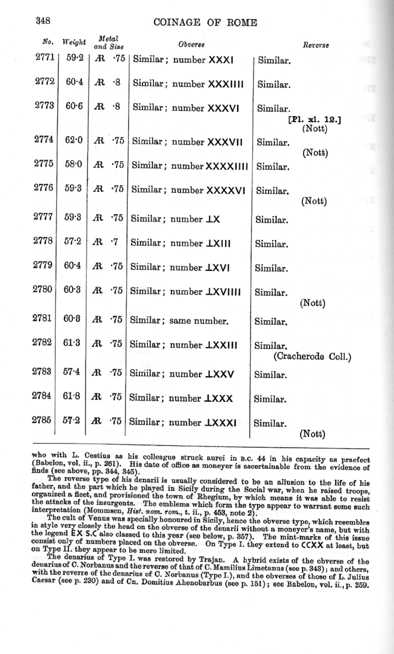 348 COINAGE OF ROME
No. Weight Metal and Size Obverse Reverse
2771 59·2 Æ ·75 Similar; number XXXI Similar.
2772 60·4 Æ ·8 Similar; number XXXIIII Similar.
2773 60·6 Æ ·8 Similar; number XXXVI Similar.
[Pl. xl. 12.]
(Nott)
2774 62·0 Æ ·75 Similar; number XXXVII Similar.
(Nott)
2775 58·0 Æ ·75 Similar; number XXXXIIII Similar.
2776 59·3 Æ ·75 Similar; number XXXXVI Similar.
(Nott)
2777 59·3 Æ ·75 Similar; number ⊥X Similar.
2778 57·2 Æ ·7 Similar; number ⊥XIII Similar.
2779 60·4 Æ ·75 Similar; number ⊥XVI Similar.
2780 60·3 Æ ·75 Similar; number ⊥XVIIII Similar.
(Nott)
2781 60·8 Æ ·75 Similar; same number. Similar.
2782 61·3 Æ ·75 Similar; number ⊥XXIII Similar.
(Cracherode Coll.)
2783 57·4 Æ ·75 Similar; number ⊥XXV Similar.
2784 61·8 Æ ·75 Similar; number ⊥XXX Similar.
2785 57·2 Æ ·75 Similar; number ⊥XXXI Similar.
(Nott)
who with L. Cestius as his colleague struck aurei in B.C. 44 in his capacity as praefect
(Babelon, vol. ii., p. 261). His date of office as moneyer is ascertainable from the evidence of
finds (see above, pp. 344, 345).
The reverse type of his denarii is usually considered to be an allusion to the life of his
father, and the part which he played in Sicily during the Social war, when he raised troops,
organized a fleet, and provisioned the town of Rhegium, by which means it was able to resist
the attacks of the insurgents. The emblems which form the type appear to warrant some such
interpretation (Mommsen, Hist. mon. rom., t. ii., p. 453, note 2).
The cult of Venus was specially honoured in Sicily, hence the obverse type, which resembles
in style very closely the head on the obverse of the denarii without a moneyer's name, but with
the legend EX S.C also classed to this year (see below, p. 357). The mint-marks of this issue
consist only of numbers placed on the obverse. On Type I. they extend to CCXX at least, but
on Type II. they appear to be more limited.
The denarius of Type I. was restored by Trajan. A hybrid exists of the obverse of the
denarius of C. Norbanus and the reverse of that of C. Mamilius Limetanus (see p. 343); and others,
with the reverse of the denarius of C. Norbanus (Type I.), and the obverses of those of L. Julius
Caesar (see p. 230) and of Cn. Domitius Ahenobarbus (see p. 151); see Babelon, vol. ii., p. 259.